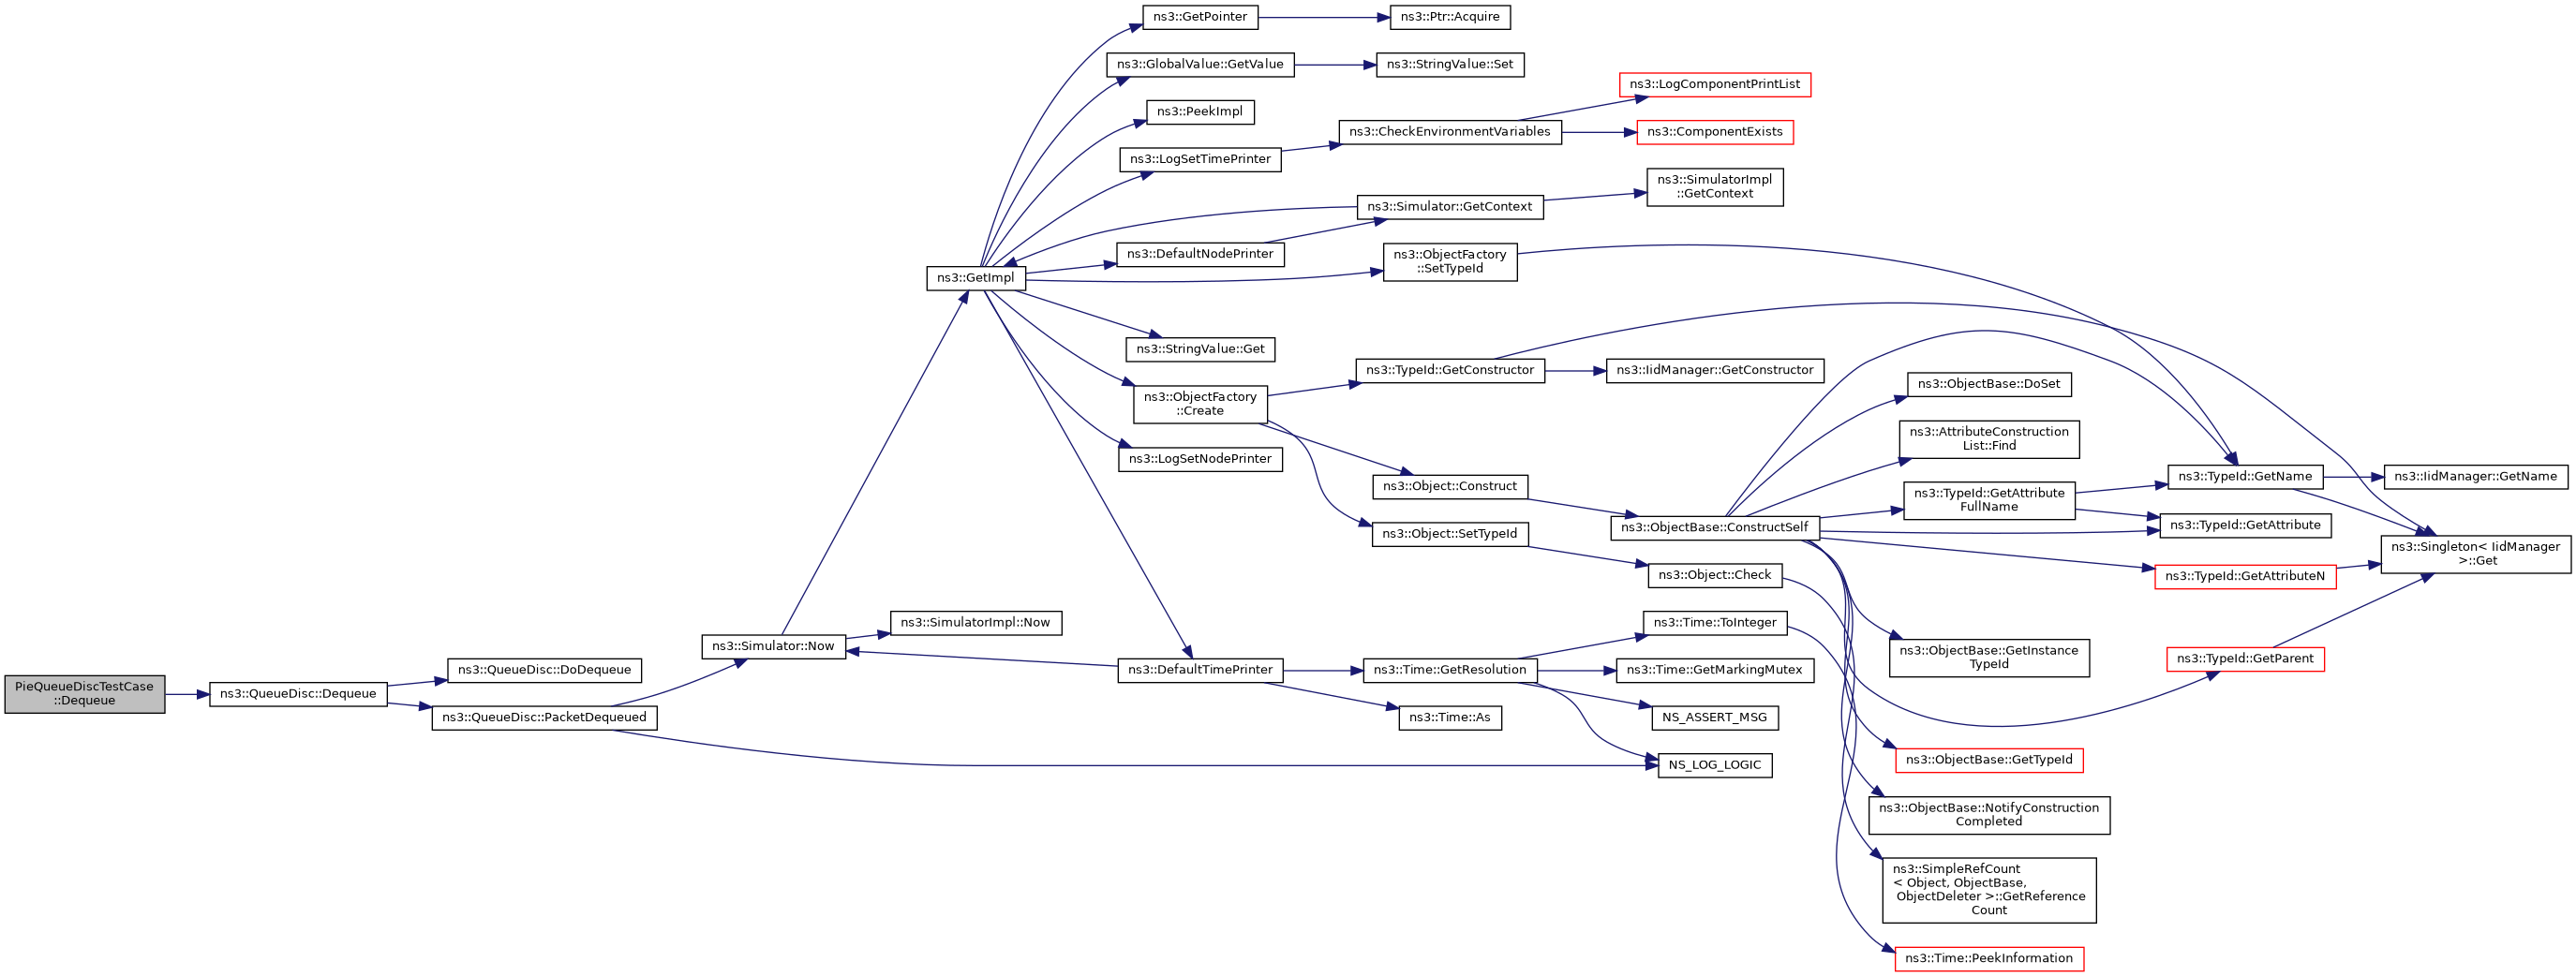 PieQueueDiscTestCase
::Dequeue
ns3::QueueDisc::Dequeue
ns3::QueueDisc::DoDequeue
ns3::QueueDisc::PacketDequeued
ns3::Simulator::Now
ns3::SimulatorImpl::Now
ns3::GetImpl
ns3::GetPointer
ns3::Ptr::Acquire
ns3::GlobalValue::GetValue
ns3::StringValue::Set
ns3::PeekImpl
ns3::LogSetTimePrinter
ns3::CheckEnvironmentVariables
ns3::LogComponentPrintList
ns3::ComponentExists
ns3::Simulator::GetContext
ns3::SimulatorImpl
::GetContext
ns3::DefaultNodePrinter
ns3::ObjectFactory
::SetTypeId
ns3::StringValue::Get
ns3::ObjectFactory
::Create
ns3::LogSetNodePrinter
ns3::TypeId::GetConstructor
ns3::IidManager::GetConstructor
ns3::Object::Construct
ns3::Object::SetTypeId
ns3::ObjectBase::ConstructSelf
ns3::Object::Check
ns3::ObjectBase::DoSet
ns3::AttributeConstruction
List::Find
ns3::TypeId::GetAttribute
FullName
ns3::TypeId::GetName
ns3::IidManager::GetName
ns3::TypeId::GetAttribute
ns3::Singleton< IidManager
>::Get
ns3::TypeId::GetAttributeN
ns3::ObjectBase::GetInstance
TypeId
ns3::TypeId::GetParent
ns3::DefaultTimePrinter
ns3::Time::GetResolution
ns3::Time::As
ns3::Time::ToInteger
ns3::Time::GetMarkingMutex
NS_ASSERT_MSG
NS_LOG_LOGIC
ns3::ObjectBase::GetTypeId
ns3::ObjectBase::NotifyConstruction
Completed
ns3::SimpleRefCount
< Object, ObjectBase,
ObjectDeleter >::GetReference
Count
ns3::Time::PeekInformation